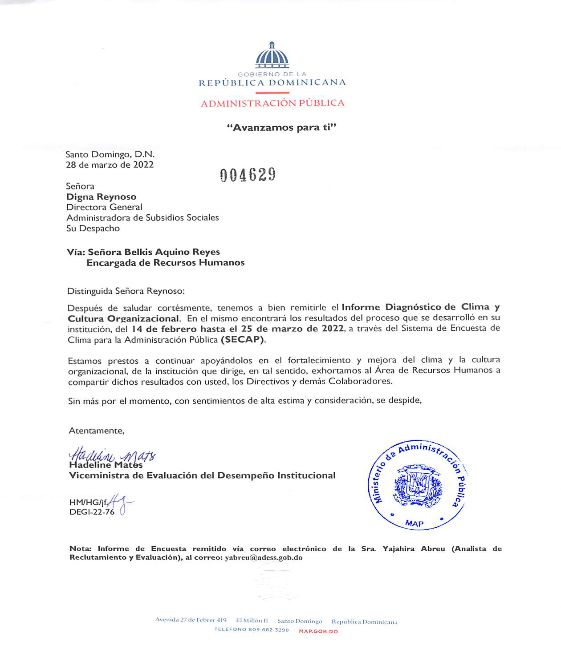 GOBIERNO DE LA
REPÚBLICA DOMINICANA
ADMINISTRACIÓN PÚBLICA
“Avanzamos para ti”
Santo Domingo, D.N.
28 de marzo de 2022
004629
Señora
Digna Reynoso
Directora General
Administradora de Subsidios Sociales
Su Despacho
Vía: Señora Belkis Aquino Reyes
Encargada de Recursos Humanos
Distinguida Señora Reynoso:
Después de saludar cortésmente, tenemos a bien remitirle el Informe Diagnóstico de Clima y
Cultura Organizacional. En el mismo encontrará los resultados del proceso que se desarrolló en su
institución, del 14 de febrero hasta el 25 de marzo de 2022, a través del Sistema de Encuesta de
Clima para la Administración Pública (SECAP).
Estamos prestos a continuar apoyándolos en el fortalecimiento y mejora del clima y la cultura
organizacional, de la institución que dirige, en tal sentido, exhortamos al Área de Recursos Humanos a
compartir dichos resultados con usted, los Directivos y demás Colaboradores.
Sin más por el momento, con sentimientos de alta estima y consideración, se despide,
Atentamente,
Hadeline Mats
Hadeline Matos
Viceministra de Evaluación del Desempeño Institucional
HM/HG/jf
DEGI-22-76
Ministerio de Administración Pública
MAP
Nota: Informe de Encuesta remitido vía correo electrónico de la Sra. Yajahira Abreu (Analista de
Reclutamiento y Evaluación), al correo: yabreu@adess.gob.do
Avenida 27 de Febrer 419 El Millón II Santo Domingo República Dominicana
TELÉFONO 809 682 3298 MAP.GOB.DO